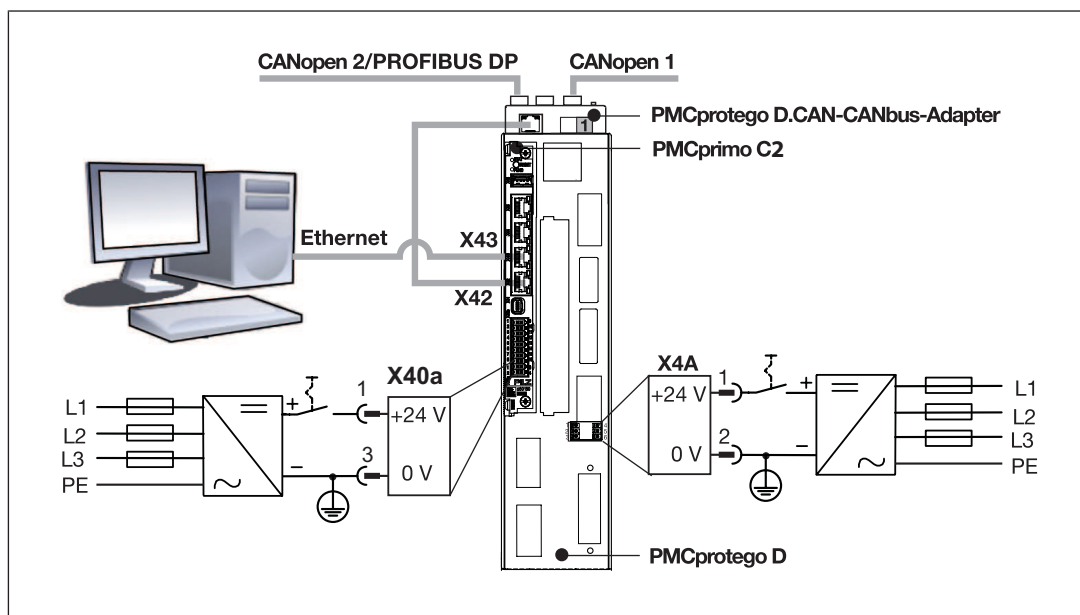 CANopen 2/PROFIBUS DP
CANopen 1
PMCprotego D.CAN-CANbus-Adapter
1
PMCprimo C2
Ethernet
X43
X42
X40a
X4A
L1
L2
L3
PE
+
–
1
3
+24 V
0 V
+24 V
0 V
1
2
+
–
L1
L2
L3
PE
PMCprotego D